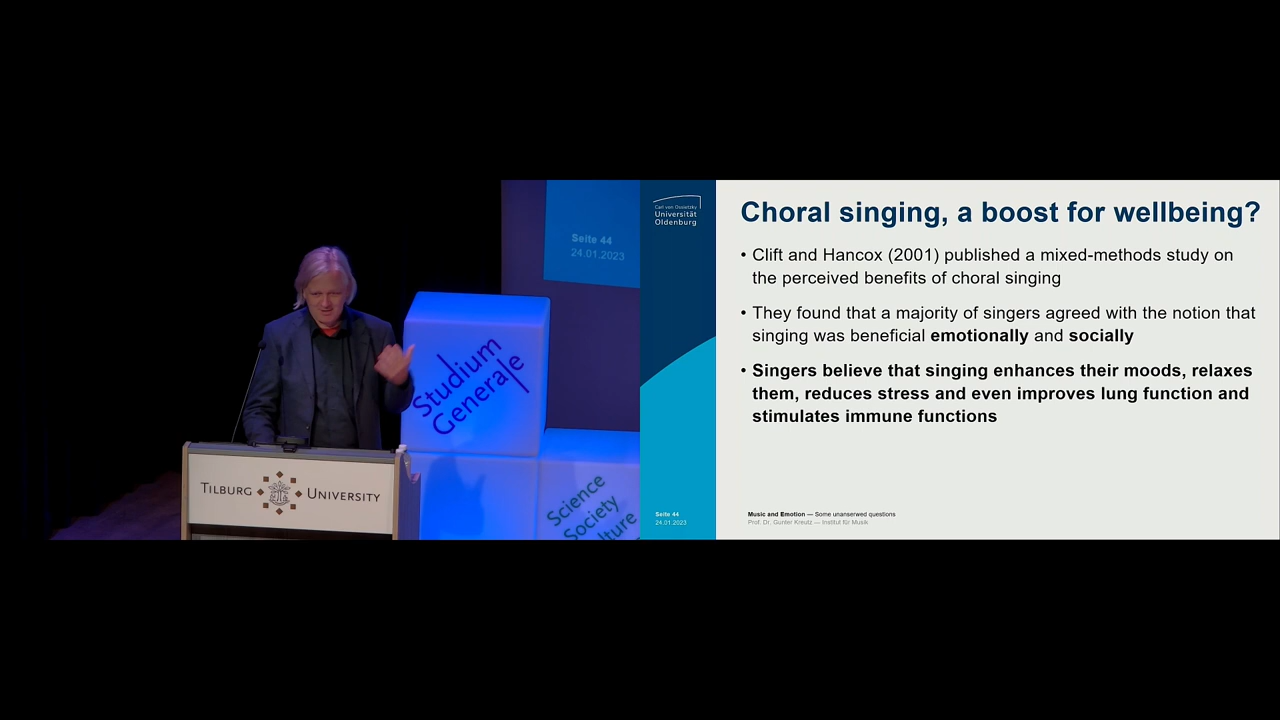 Seite 44
24.01.2023
Studium
Generale
TILBURG UNIVERSITY
Science
Society
Carl von Ossietzky
Universität
Oldenburg
Choral singing, a boost for wellbeing?
• Clift and Hancox (2001) published a mixed-methods study on
the perceived benefits of choral singing
• They found that a majority of singers agreed with the notion that
singing was beneficial emotionally and socially
• Singers believe that singing enhances their moods, relaxes
them, reduces stress and even improves lung function and
stimulates immune functions
Seite 44
24.01.2023
Music and Emotion — Some unanserwed questions
Prof. Dr. Gunter Kreutz — Institut für Musik